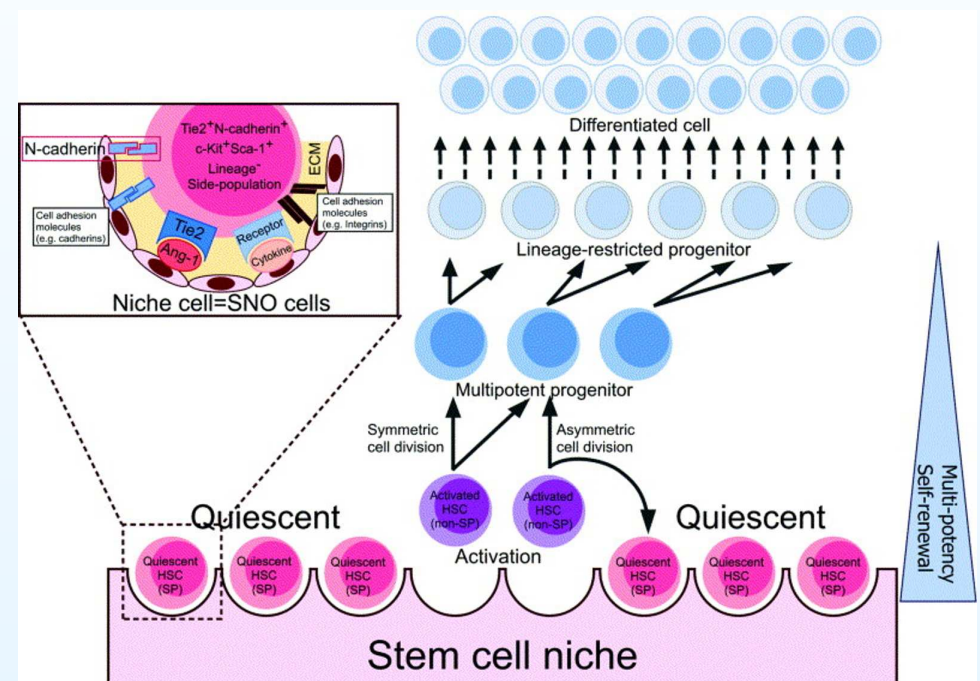 Differentiated cell
Lineage-restricted progenitor
Multipotent progenitor
Tie2⁺N-cadherin⁺
c-Kit⁺Sca-1⁺
Lineage⁻
Side-population
N-cadherin
ECM
Cell adhesion
molecules
(e.g. cadherins)
Cell adhesion
molecules
(e.g. Integrins)
Tie2
Ang-1
Receptor
Cytokine
Niche cell=SNO cells
Symmetric
cell division
Asymmetric
cell division
Activated
HSC
(non-SP)
Activated
HSC
(non-SP)
Activation
Quiescent
Quiescent
Quiescent
HSC
(SP)
Quiescent
HSC
(SP)
Quiescent
HSC
(SP)
Quiescent
HSC
(SP)
Quiescent
HSC
(SP)
Quiescent
HSC
(SP)
Multi-potency
Self-renewal
Stem cell niche